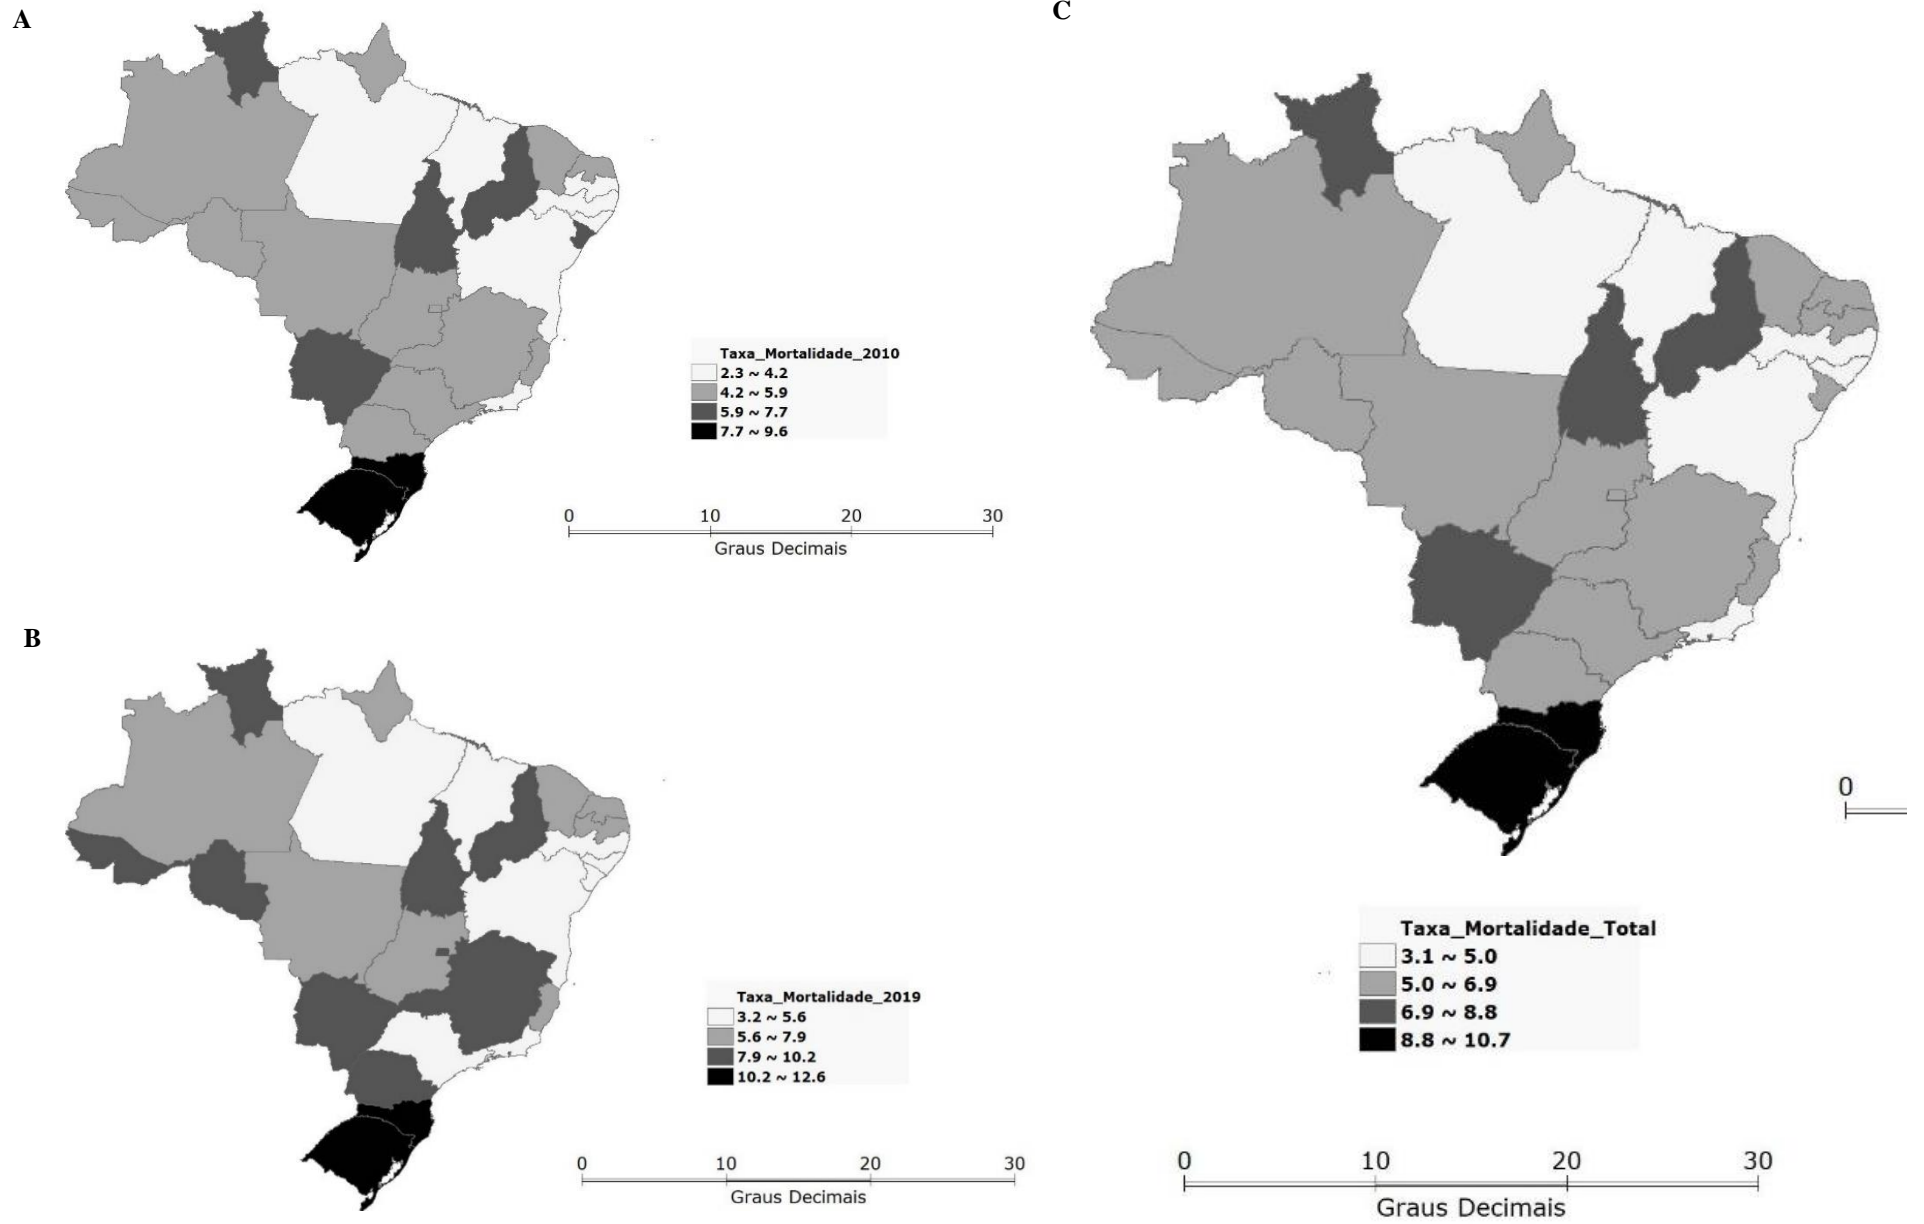 A
Taxa_Mortalidade_2010
2.3 ~ 4.2
4.2 ~ 5.9
5.9 ~ 7.7
7.7 ~ 9.6
0 10 20 30
Graus Decimais
B
Taxa_Mortalidade_2019
3.2 ~ 5.6
5.6 ~ 7.9
7.9 ~ 10.2
10.2 ~ 12.6
0 10 20 30
Graus Decimais
C
0
Taxa_Mortalidade_Total
3.1 ~ 5.0
5.0 ~ 6.9
6.9 ~ 8.8
8.8 ~ 10.7
0 10 20 30
Graus Decimais